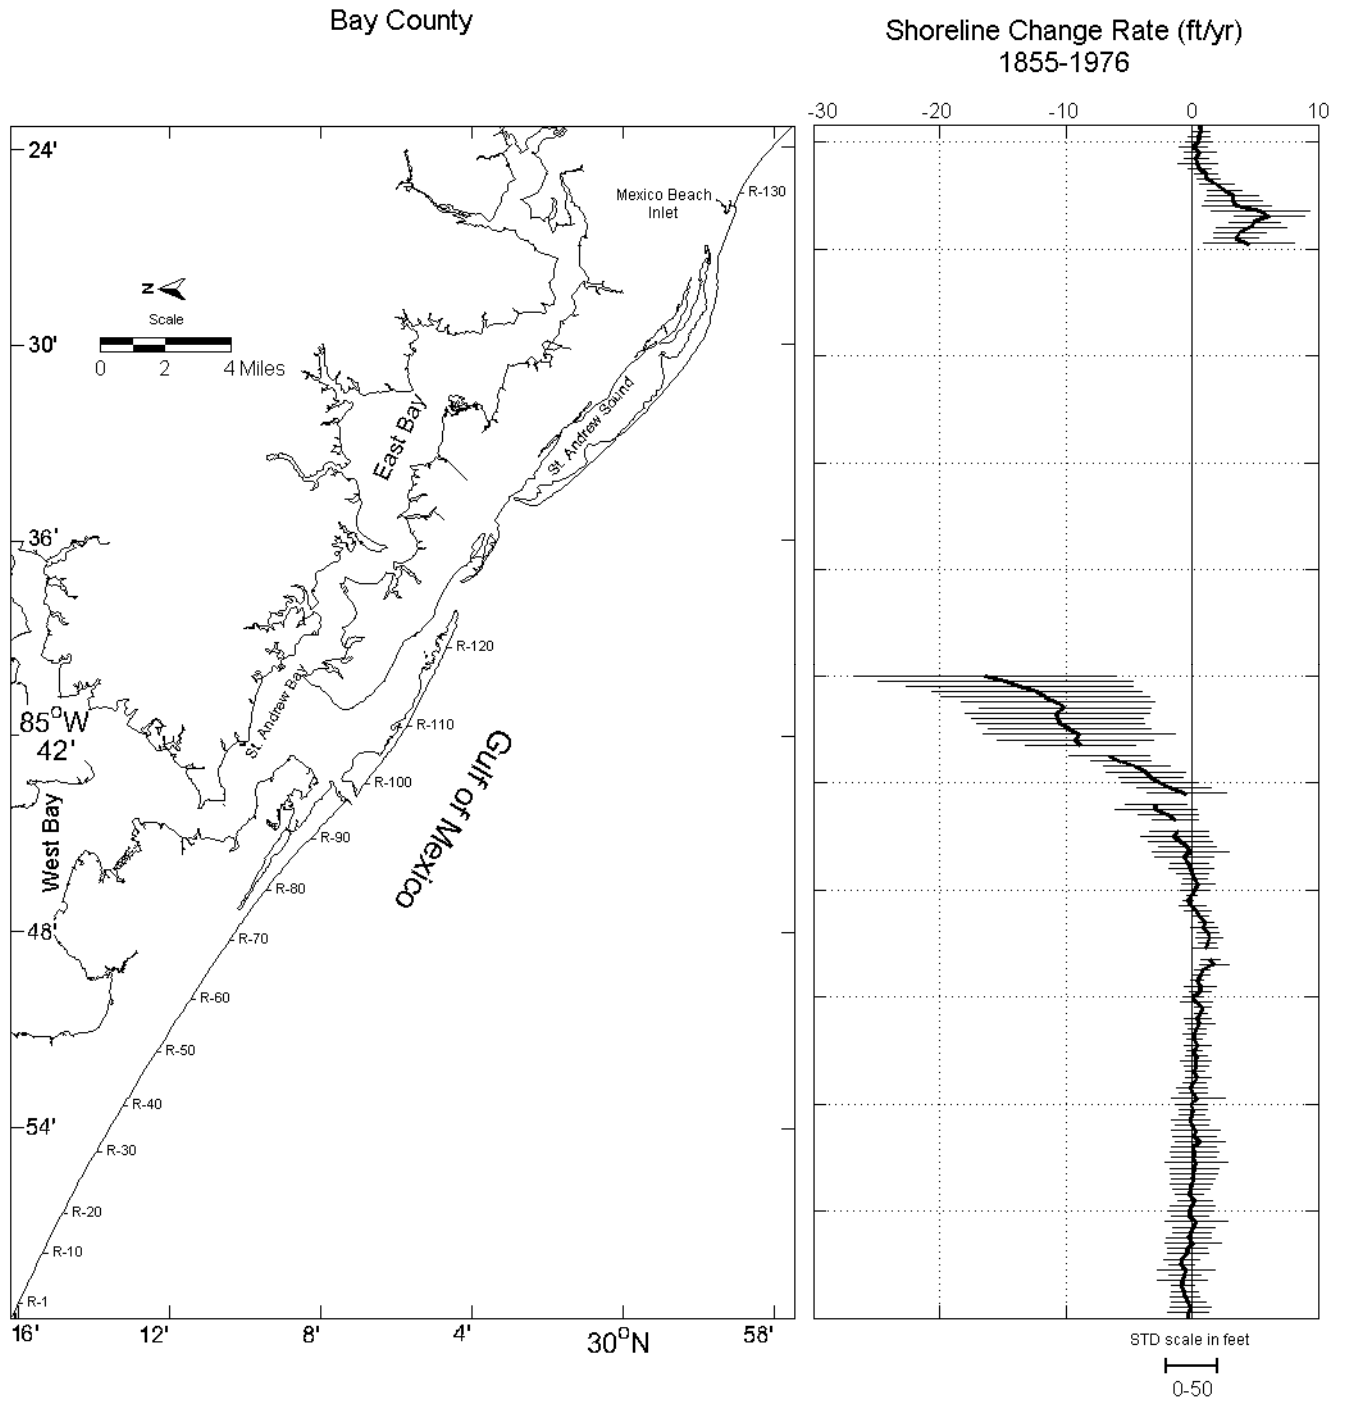 Bay County
Shoreline Change Rate (ft/yr)
1855-1976
-30 -20 -10 0 10
24'
Mexico Beach
Inlet
R-130
N
Scale
0 2 4 Miles
30'
St. Andrew Sound
East Bay
36'
R-120
St. Andrew Bay
85°W
42'
R-110
Gulf of Mexico
R-100
West Bay
R-90
R-80
48'
R-70
R-60
R-50
R-40
54'
R-30
R-20
R-10
R-1
16' 12' 8' 4' 30°N 58'
STD scale in feet
0-50